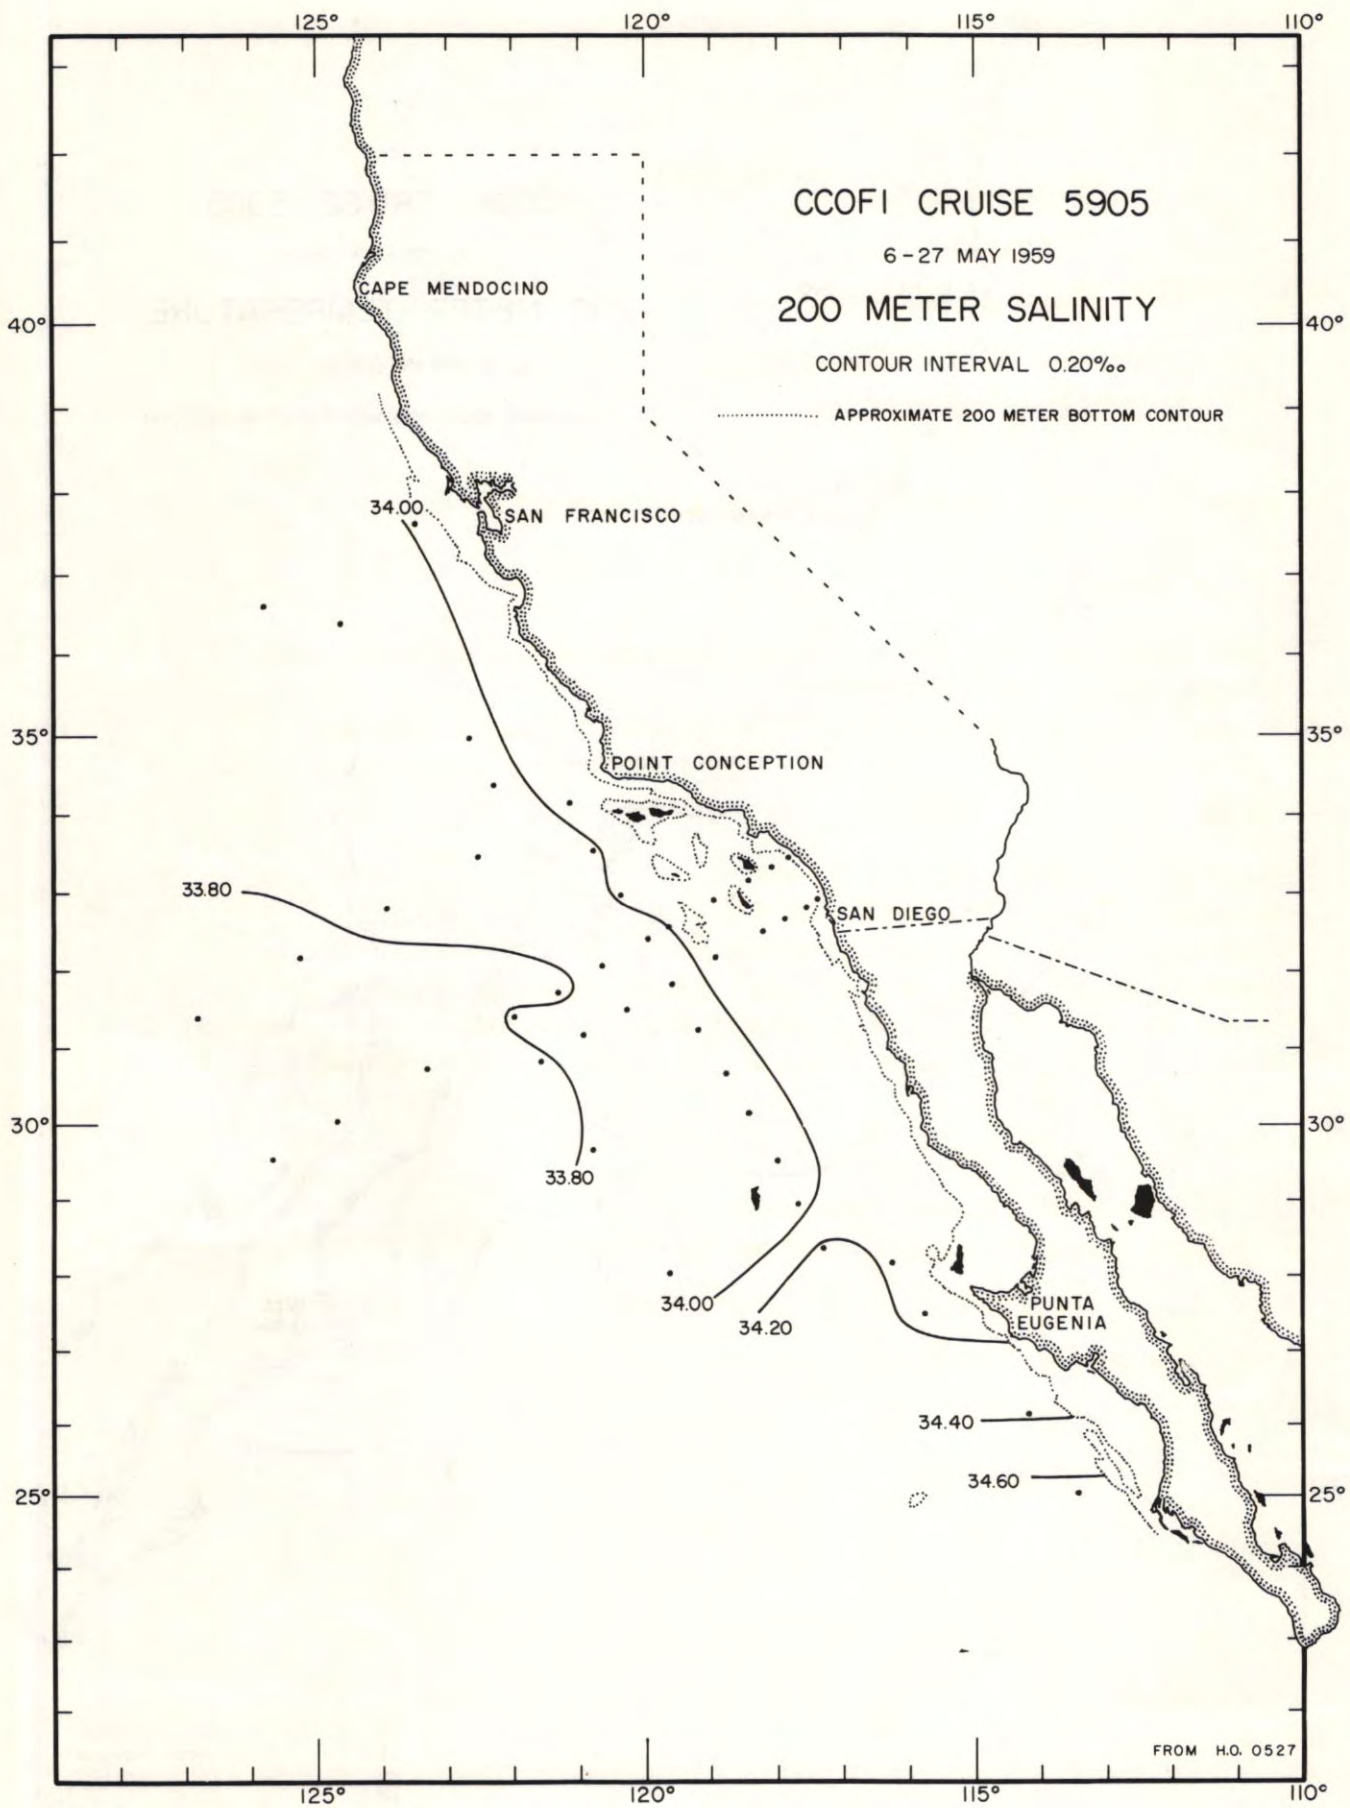 125° 120° 115° 110°
CCOFI CRUISE 5905
6-27 MAY 1959
200 METER SALINITY
CONTOUR INTERVAL 0.20‰
APPROXIMATE 200 METER BOTTOM CONTOUR
CAPE MENDOCINO
40° 40°
34.00
SAN FRANCISCO
35° 35°
POINT CONCEPTION
33.80
SAN DIEGO
30° 30°
33.80
34.00
34.20
PUNTA
EUGENIA
34.40
34.60
25° 25°
FROM H.O. 0527
125° 120° 115° 110°